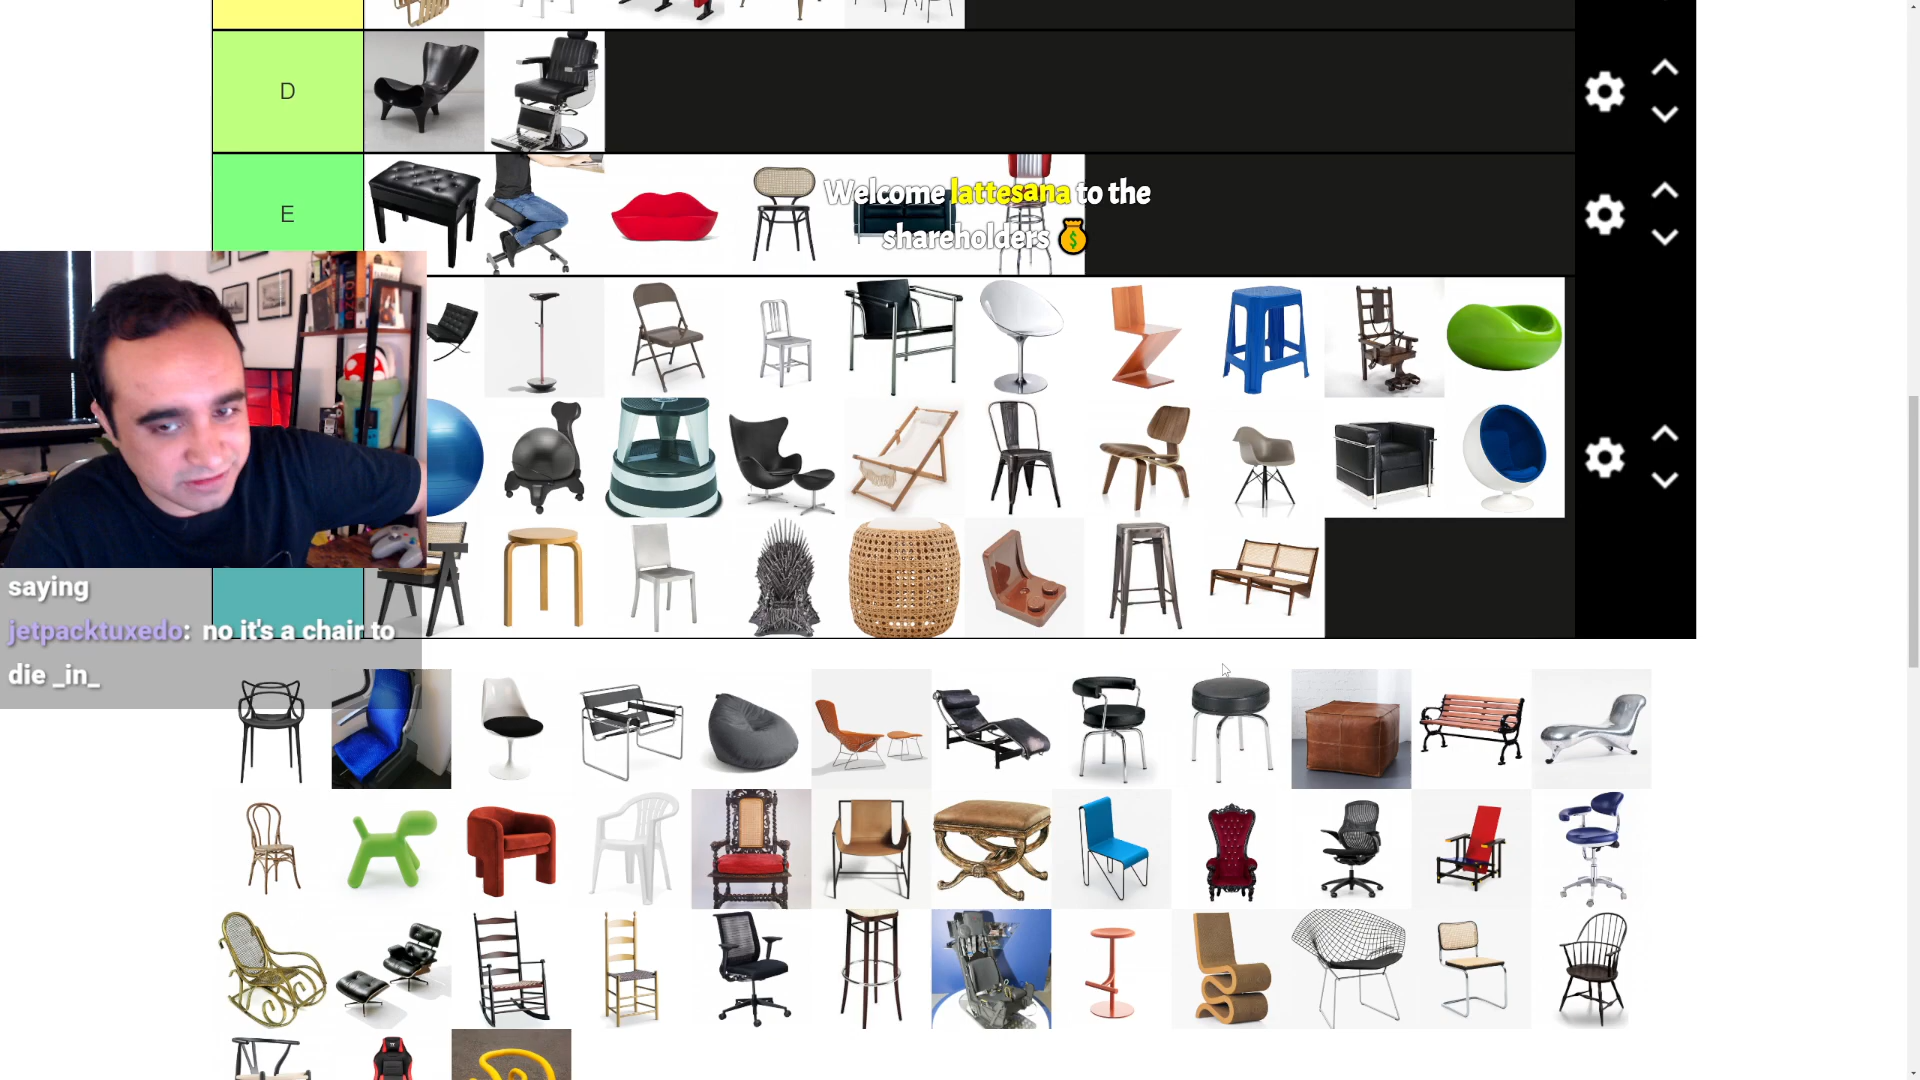 D
E
Welcome lattesana to the
shareholders
saying
jetpacktuxedo: no it's a chair to
die _in_